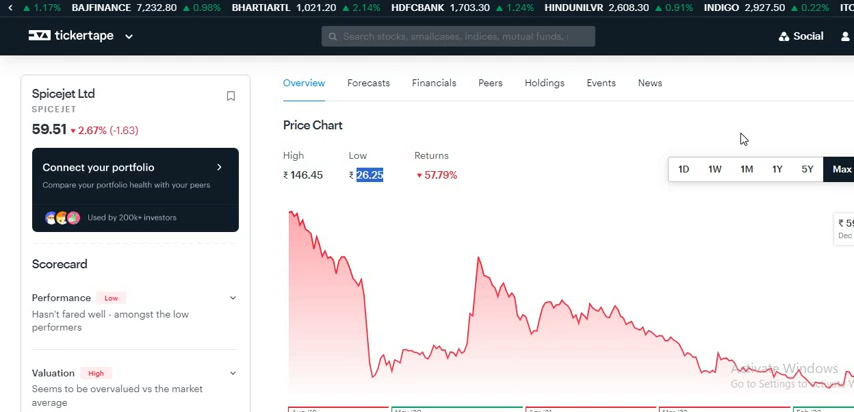 ▲ 1.17% BAJFINANCE 7,232.80 ▲ 0.98% BHARTIARTL 1,021.20 ▲ 2.14% HDFCBANK 1,703.30 ▲ 1.24% HINDUNILVR 2,608.30 ▲ 0.91% INDIGO 2,927.50 ▲ 0.22% ITC
tickertape
Search stocks, smallcases, indices, mutual funds,
Social
Spicejet Ltd
SPICEJET
59.51 ▼ 2.67% (-1.63)
Connect your portfolio
Compare your portfolio health with your peers
Used by 200k+ investors
Scorecard
Performance Low
Hasn't fared well - amongst the low
performers
Valuation High
Seems to be overvalued vs the market
average
Overview Forecasts Financials Peers Holdings Events News
Price Chart
High Low Returns
₹ 146.45 ₹ 26.25 ▼ 57.79%
1D 1W 1M 1Y 5Y Max
₹ 59
Dec
Activate Windows
Go to Settings to activate W